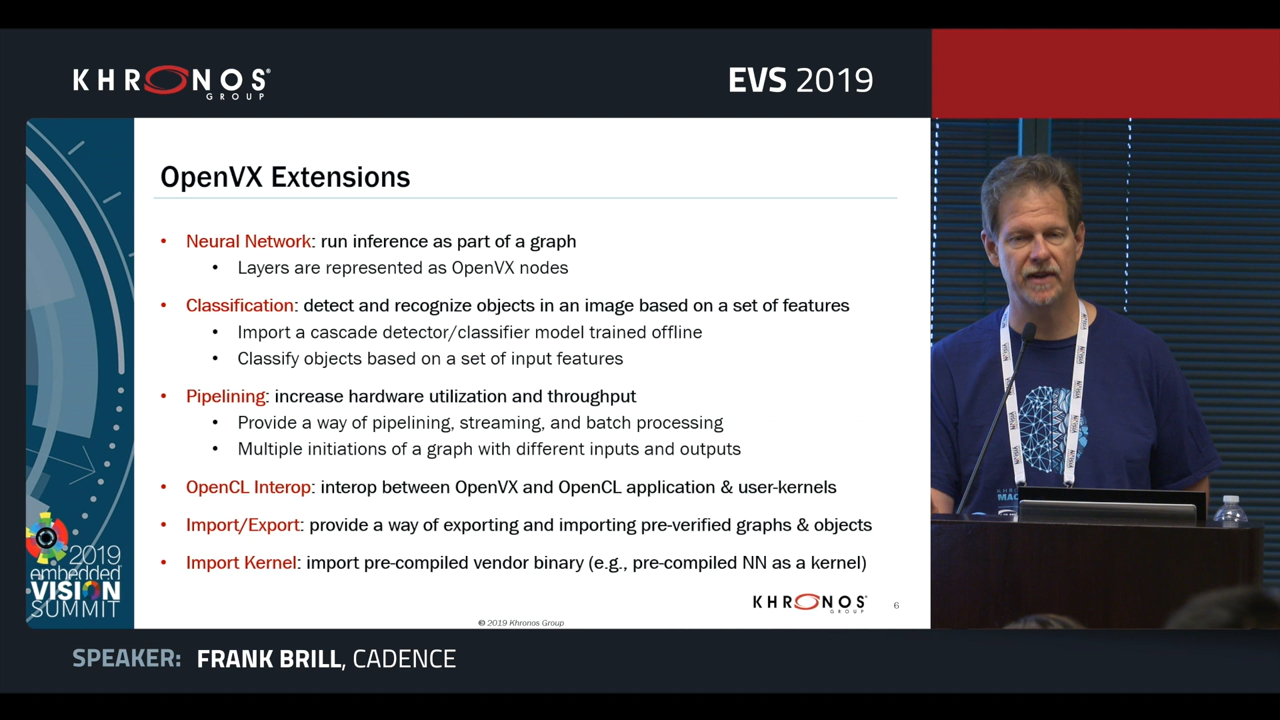 KHRONOS
GROUP
EVS 2019
OpenVX Extensions
• Neural Network: run inference as part of a graph
• Layers are represented as OpenVX nodes
• Classification: detect and recognize objects in an image based on a set of features
• Import a cascade detector/classifier model trained offline
• Classify objects based on a set of input features
• Pipelining: increase hardware utilization and throughput
• Provide a way of pipelining, streaming, and batch processing
• Multiple initiations of a graph with different inputs and outputs
• OpenCL Interop: interop between OpenVX and OpenCL application & user-kernels
• Import/Export: provide a way of exporting and importing pre-verified graphs & objects
• Import Kernel: import pre-compiled vendor binary (e.g., pre-compiled NN as a kernel)
2019
embedded
VISION
SUMMIT
KHRONOS
GROUP
6
© 2019 Khronos Group
SPEAKER: FRANK BRILL, CADENCE